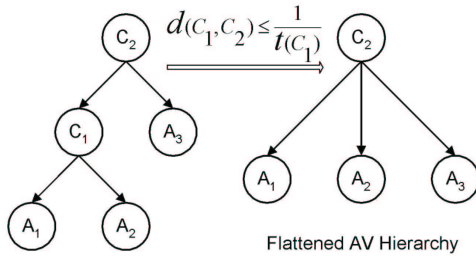 C₂
d(C₁,C₂) ≤ 1/t(C₁)
C₂
C₁
A₃
A₁
A₂
A₃
A₁
A₂
Flattened AV Hierarchy